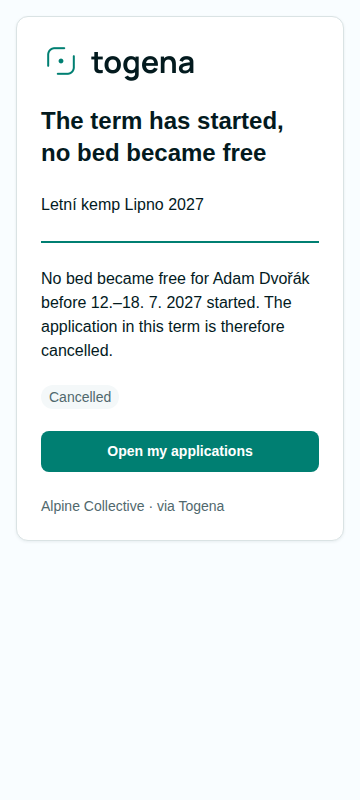 togena
The term has started,
no bed became free
Letní kemp Lipno 2027
No bed became free for Adam Dvořák
before 12.–18. 7. 2027 started. The
application in this term is therefore
cancelled.
Cancelled
Open my applications
Alpine Collective · via Togena